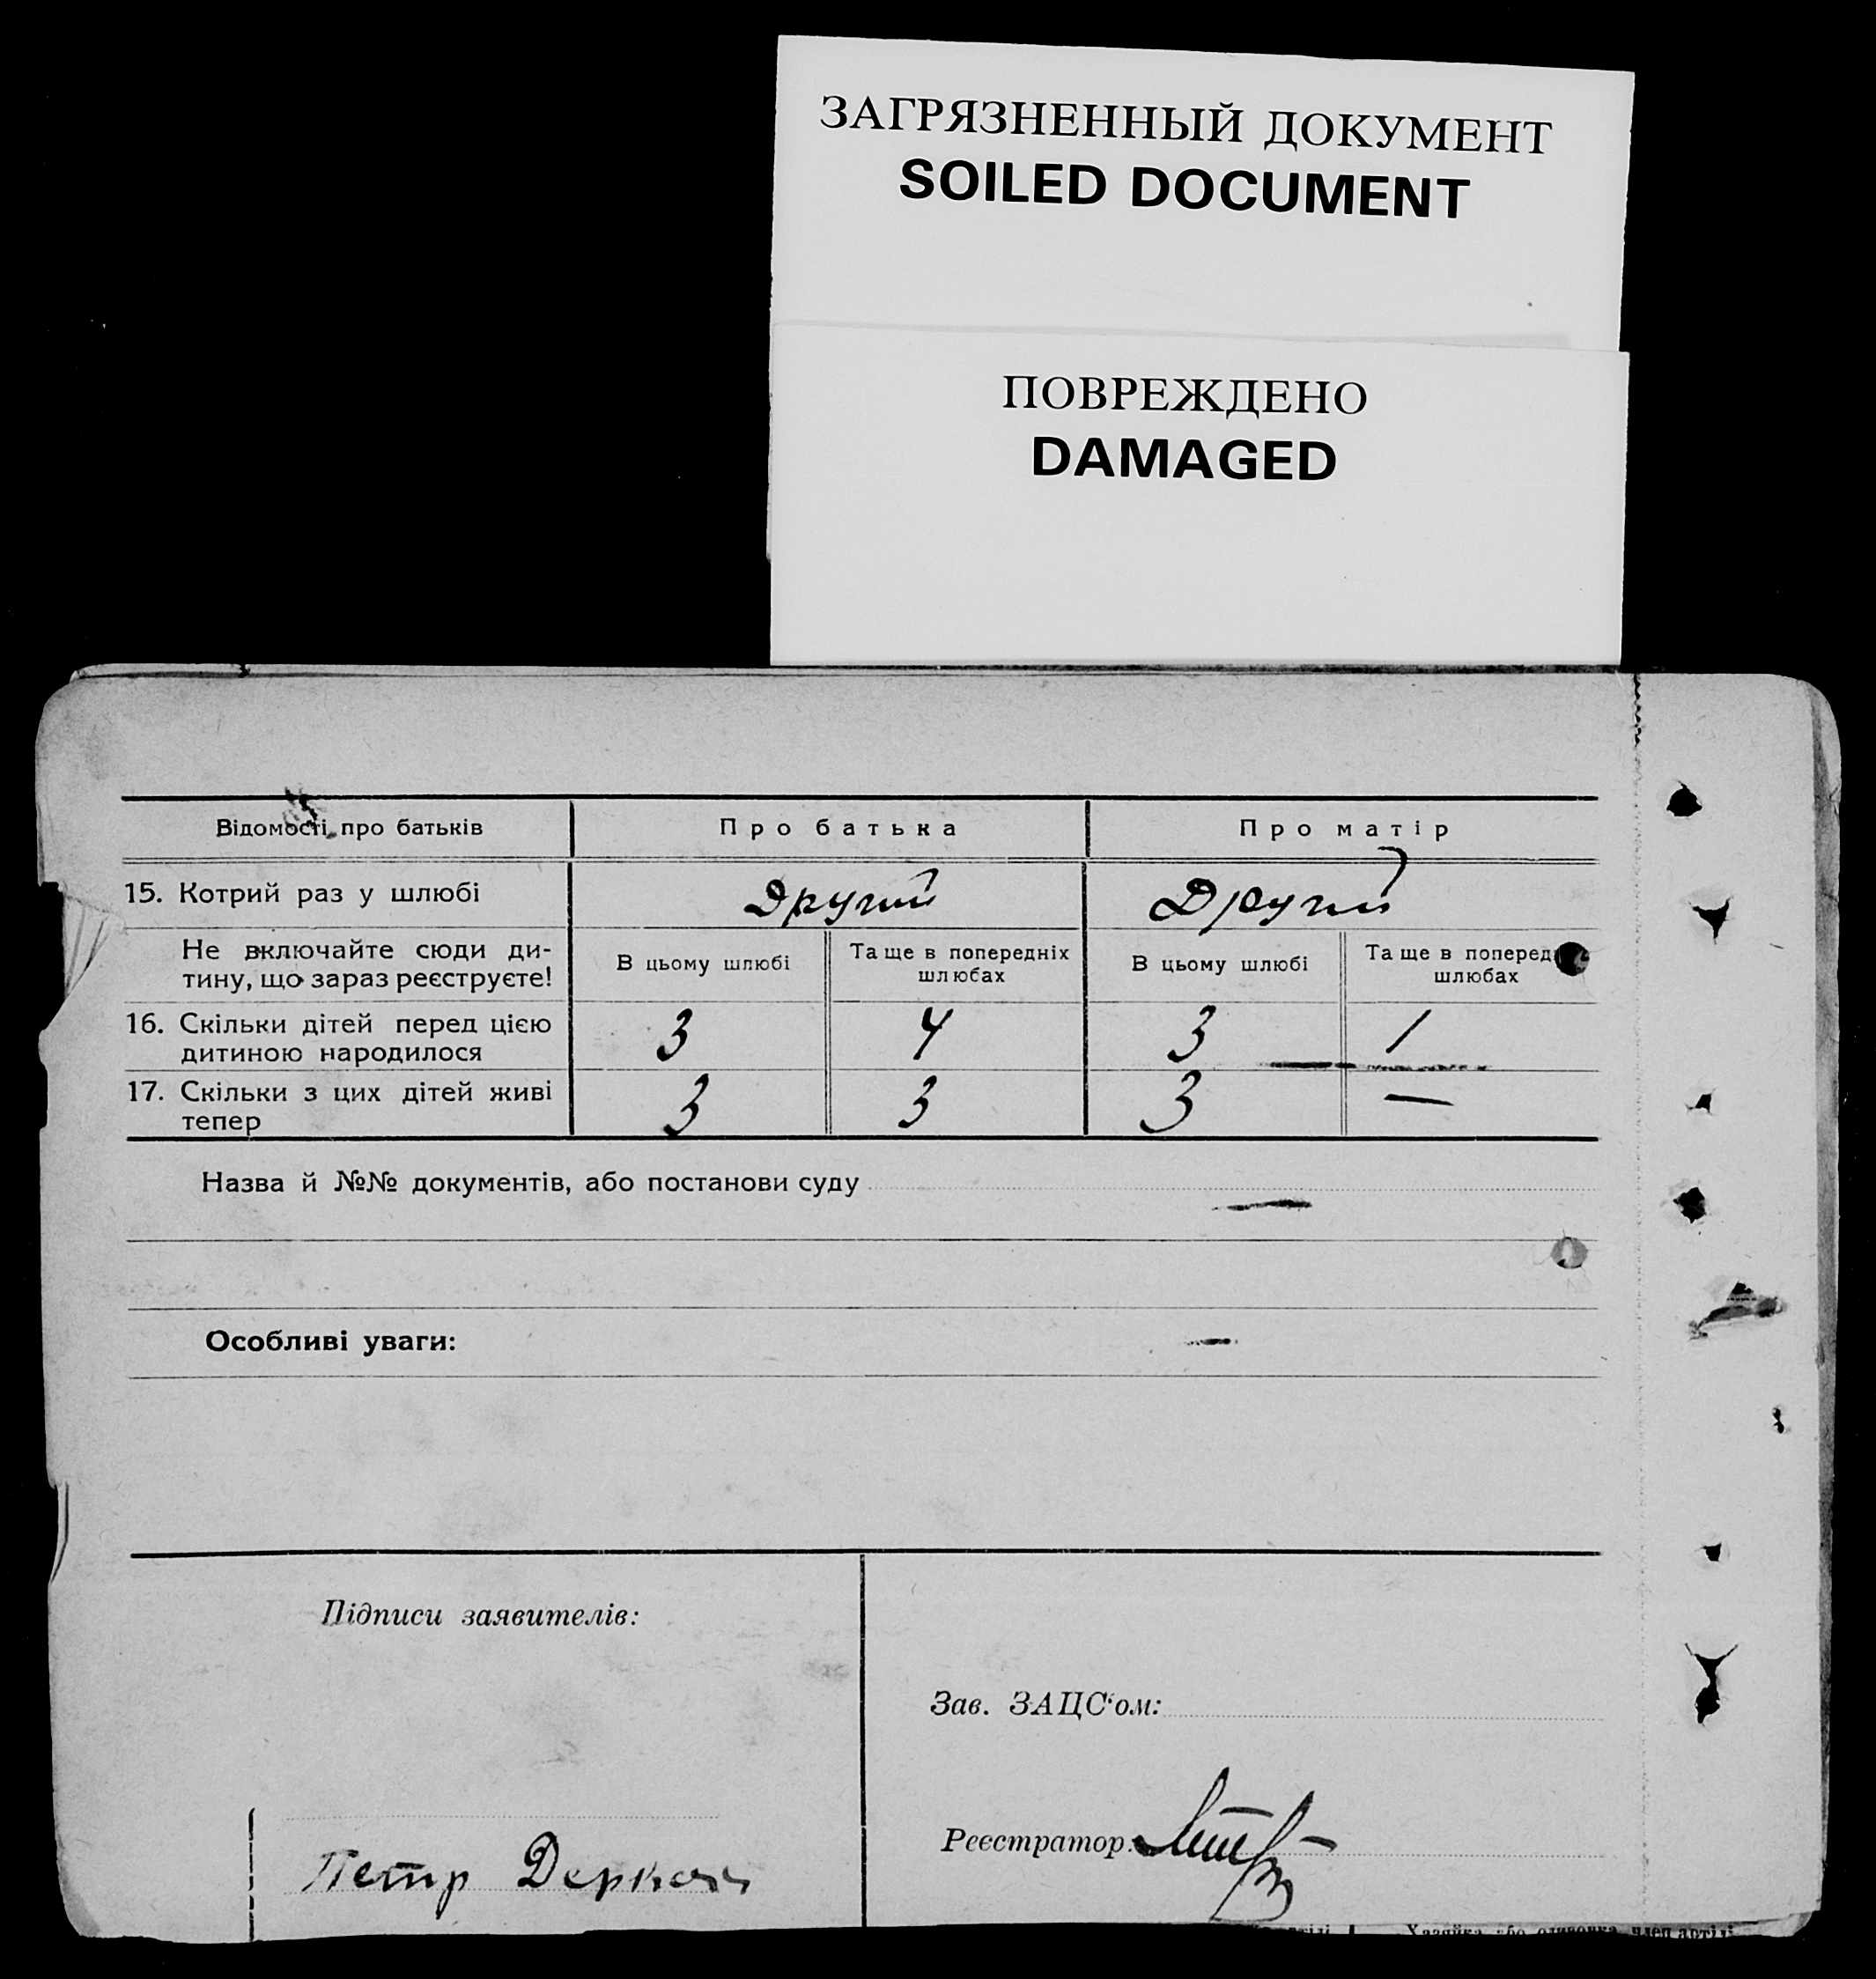 ЗАГРЯЗНЕННЫЙ ДОКУМЕНТ
SOILED DOCUMENT
ПОВРЕЖДЕНО
DAMAGED
Відомості про батьків
Про батька
Про матір
15. Котрий раз у шлюбі
Другий
Другий
Не включайте сюди ди-
тину, що зараз реєструєте!
В цьому шлюбі
Та ще в попередніх
шлюбах
В цьому шлюбі
Та ще в поперед
шлюбах
16. Скільки дітей перед цією
дитиною народилося
3
4
3
1
17. Скільки з цих дітей живі
тепер
3
3
3
—
Назва й №№ документів, або постанови суду
—
Особливі уваги:
—
Підписи заявителів:
Петр Деркач
Зав. ЗАЦС'ом:
Реєстратор: